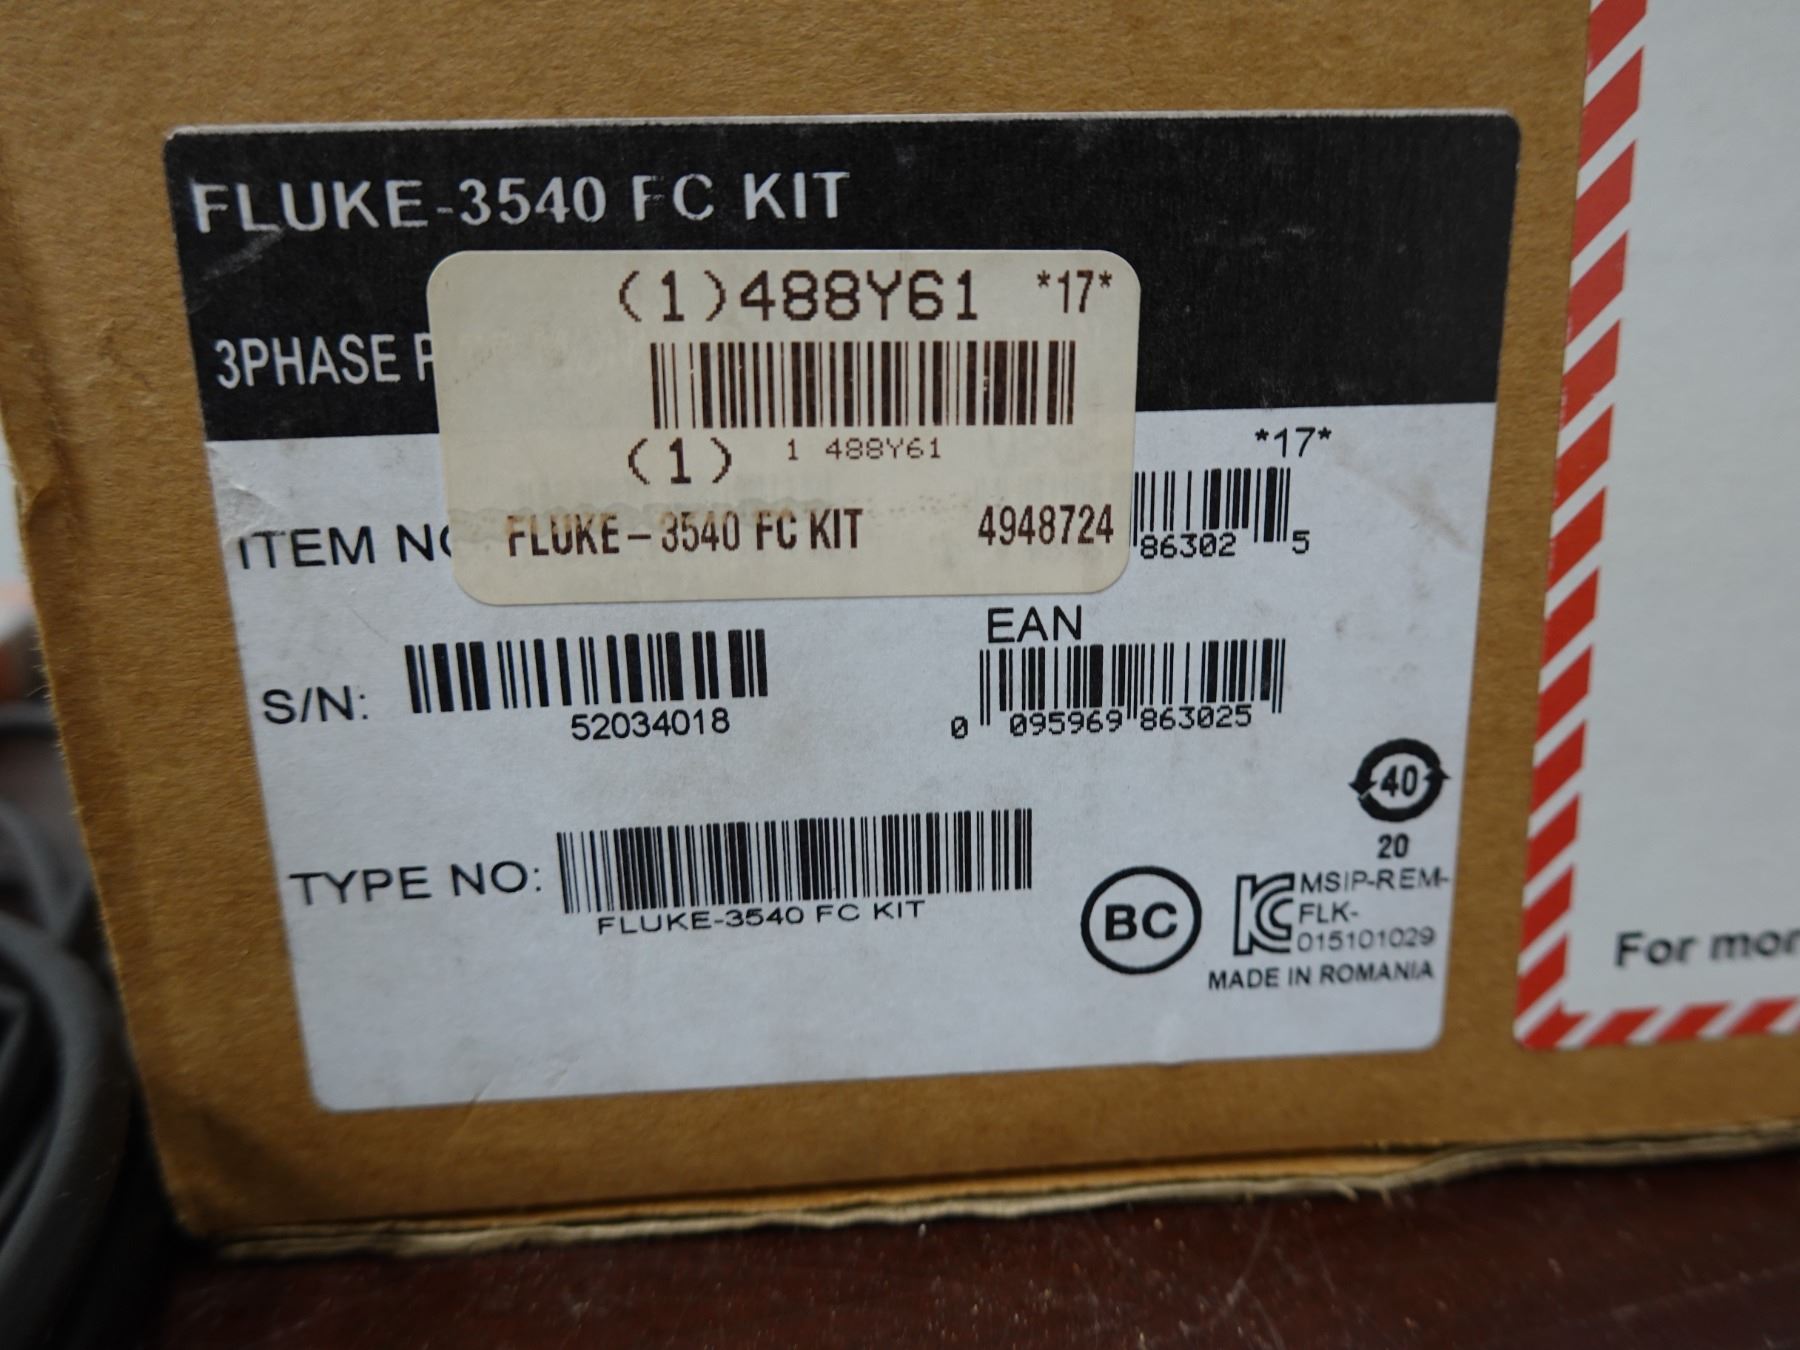 FLUKE-3540 FC KIT
(1)488Y61 *17*
3PHASE
(1) 1 488Y61
*17*
ITEM
FLUKE – 3540 FC KIT 4948724
86302 5
EAN
S/N:
52034018
0 095969 863025
40
20
TYPE NO:
FLUKE-3540 FC KIT
BC
MSIP-REM-
FLK-
015101029
MADE IN ROMANIA
For